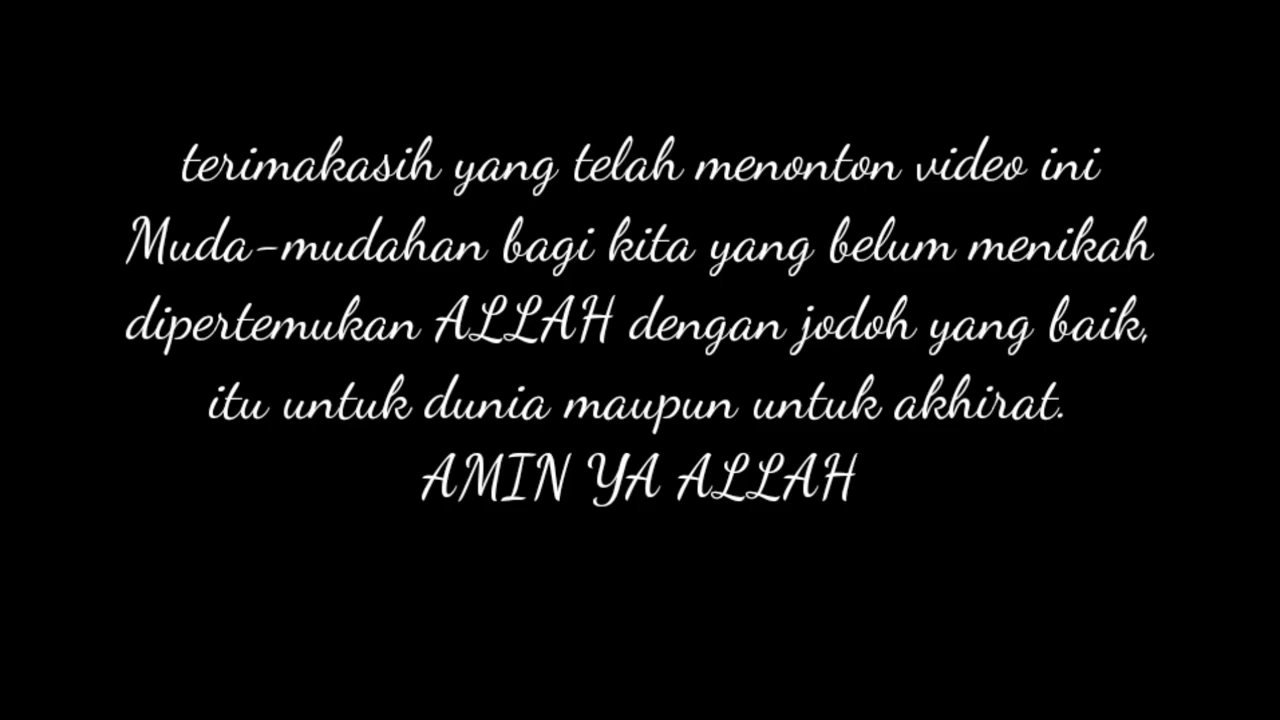 terimakasih yang telah menonton video ini
Muda-mudahan bagi kita yang belum menikah
dipertemukan ALLAH dengan jodoh yang baik,
itu untuk dunia maupun untuk akhirat.
AMIN YA ALLAH